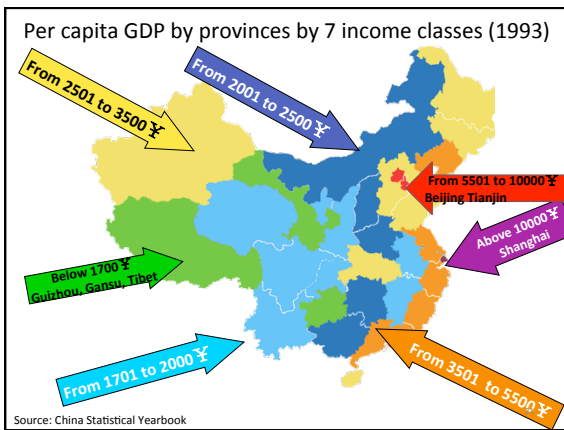 Per capita GDP by provinces by 7 income classes (1993)
From 2501 to 3500 ¥
From 2001 to 2500 ¥
From 5501 to 10000 ¥
Beijing Tianjin
Above 10000 ¥
Shanghai
Below 1700 ¥
Guizhou, Gansu, Tibet
From 1701 to 2000 ¥
From 3501 to 5500 ¥
Source: China Statistical Yearbook